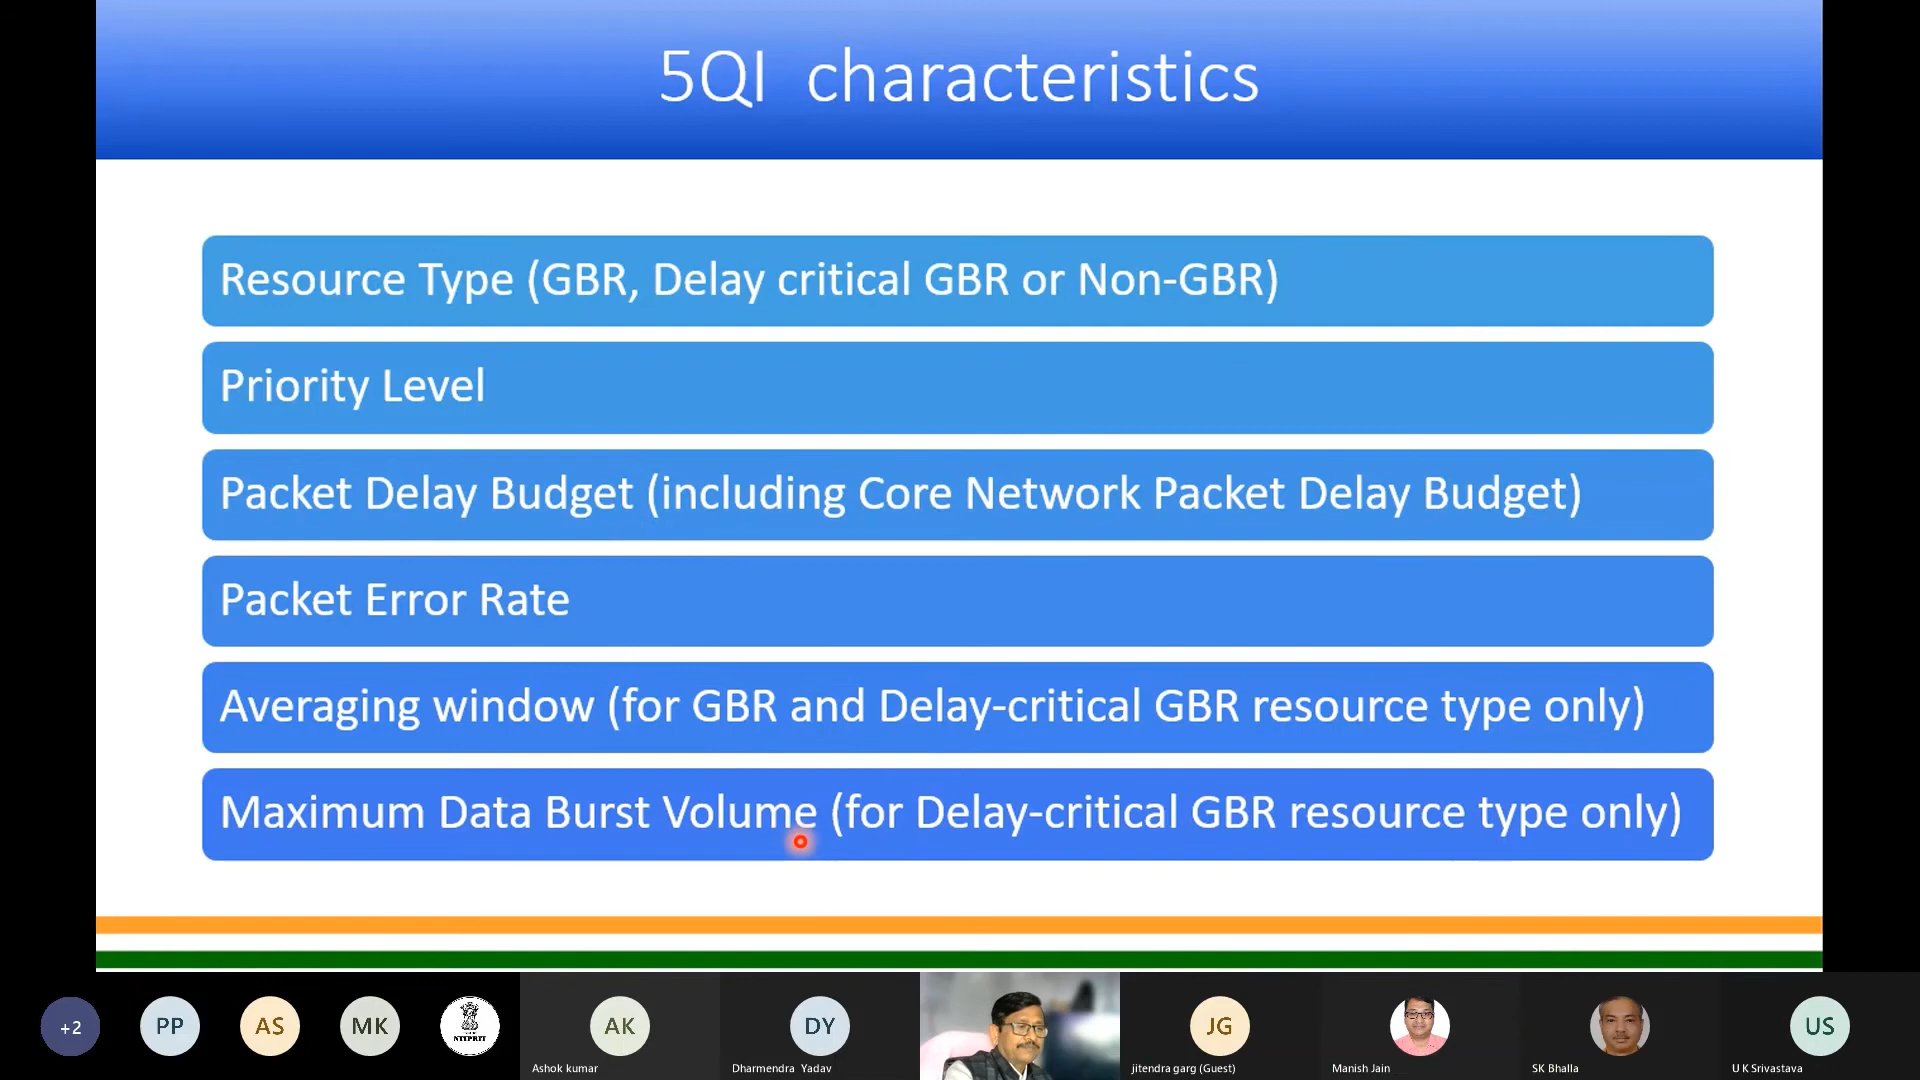 5QI characteristics
Resource Type (GBR, Delay critical GBR or Non-GBR)
Priority Level
Packet Delay Budget (including Core Network Packet Delay Budget)
Packet Error Rate
Averaging window (for GBR and Delay-critical GBR resource type only)
Maximum Data Burst Volume (for Delay-critical GBR resource type only)
+2
PP
AS
MK
NTIPRIT
AK
DY
JG
US
Ashok kumar
Dharmendra Yadav
jitendra garg (Guest)
Manish Jain
SK Bhalla
U K Srivastava